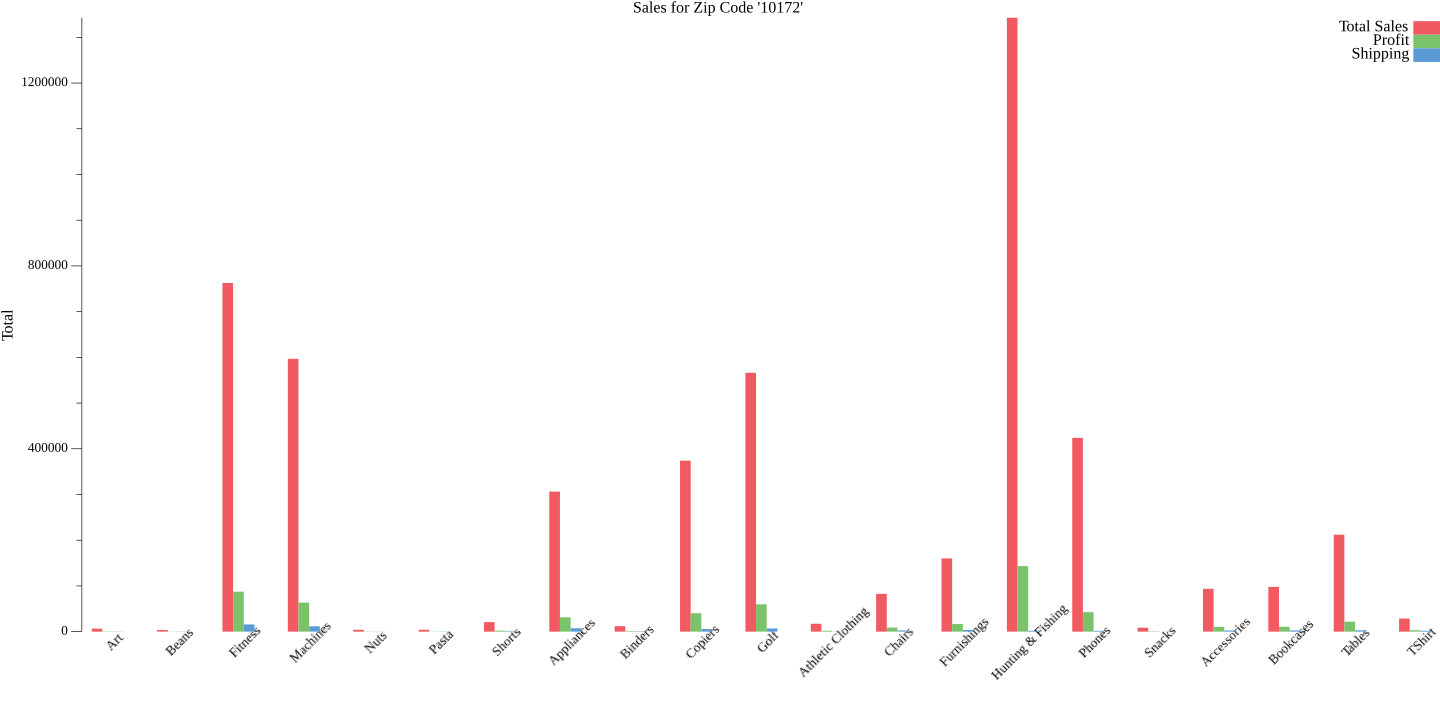 Sales for Zip Code '10172'
Total Sales
Profit
Shipping
Total
1200000
800000
400000
0
Art
Beans
Fitness
Machines
Nuts
Pasta
Shorts
Appliances
Binders
Copiers
Golf
Athletic Clothing
Chairs
Furnishings
Hunting & Fishing
Phones
Snacks
Accessories
Bookcases
Tables
TShirt